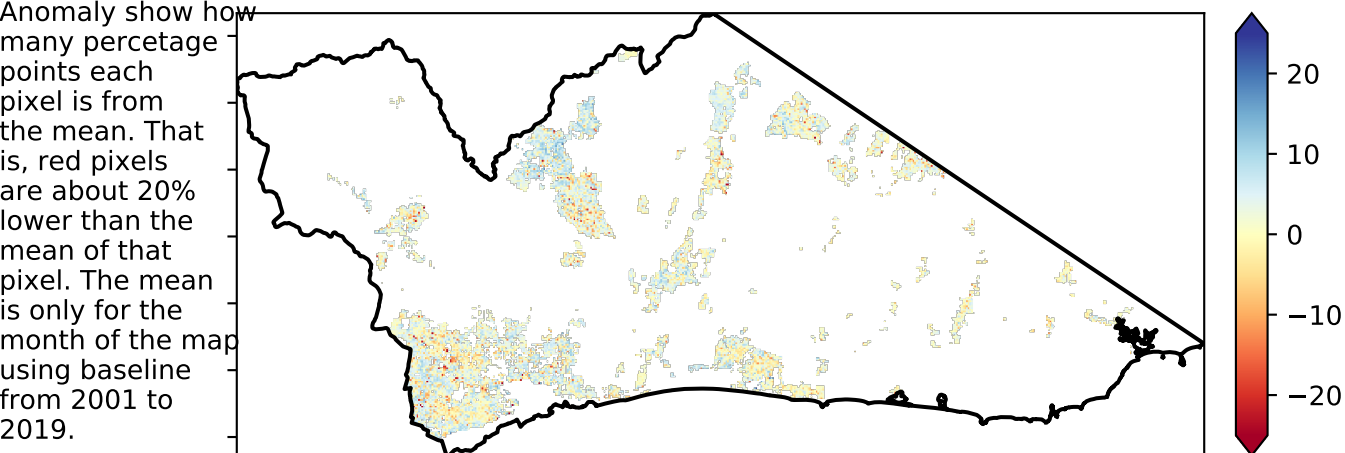 Anomaly show how
many percetage
points each
pixel is from
the mean. That
is, red pixels
are about 20%
lower than the
mean of that
pixel. The mean
is only for the
month of the map
using baseline
from 2001 to
2019.
20
10
0
−10
−20